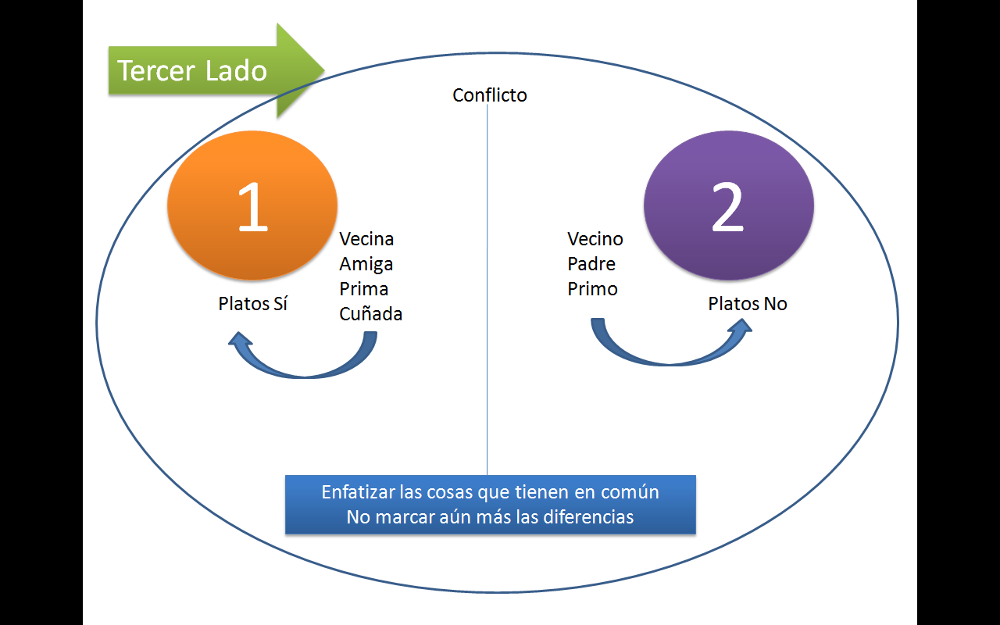 Tercer Lado
Conflicto
1
Vecina
Amiga
Prima
Cuñada
Platos Sí
2
Vecino
Padre
Primo
Platos No
Enfatizar las cosas que tienen en común
No marcar aún más las diferencias